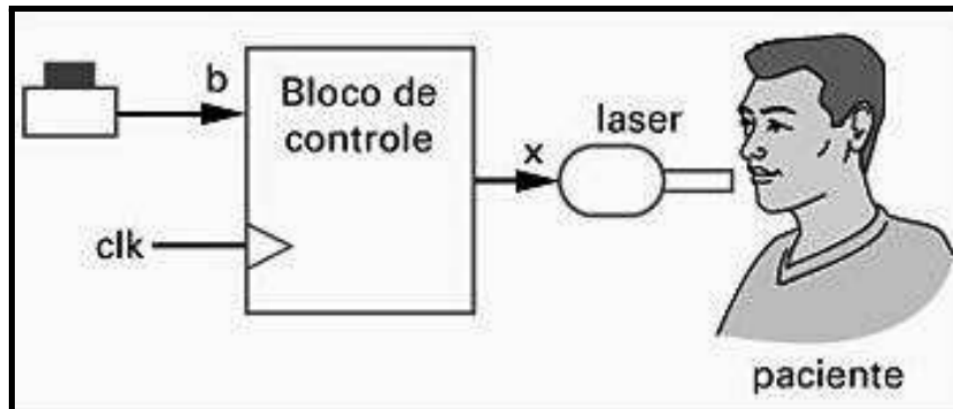 b
Bloco de
controle
laser
x
clk
paciente